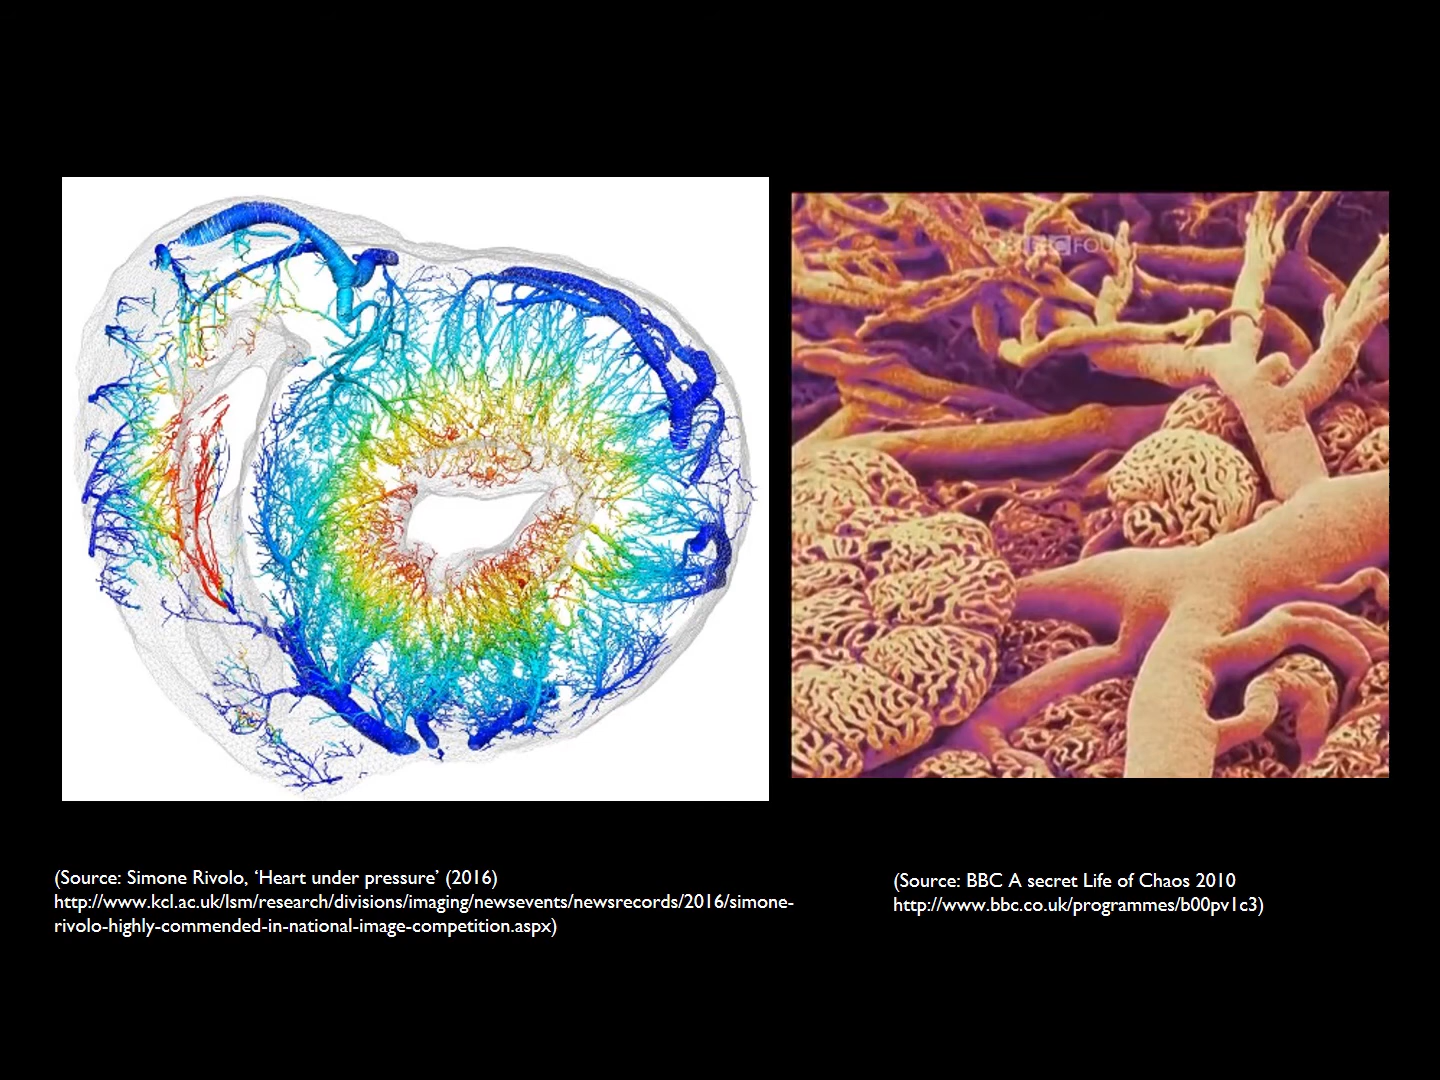 BBC FOUR
(Source: Simone Rivolo, ‘Heart under pressure’ (2016)
http://www.kcl.ac.uk/lsm/research/divisions/imaging/newsevents/newsrecords/2016/simone-
rivolo-highly-commended-in-national-image-competition.aspx)
(Source: BBC A secret Life of Chaos 2010
http://www.bbc.co.uk/programmes/b00pv1c3)